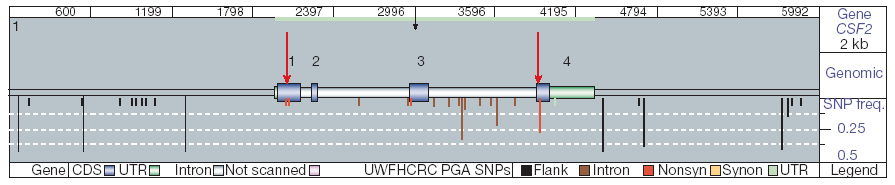 600 1199 1798 2397 2996 3596 4195 4794 5393 5992
Gene
CSF2
2 kb
1
1 2 3 4
Genomic
SNP freq.
0.25
0.5
Gene CDS UTR Intron Not scanned UWFHCRC PGA SNPs Flank Intron Nonsyn Synon UTR Legend